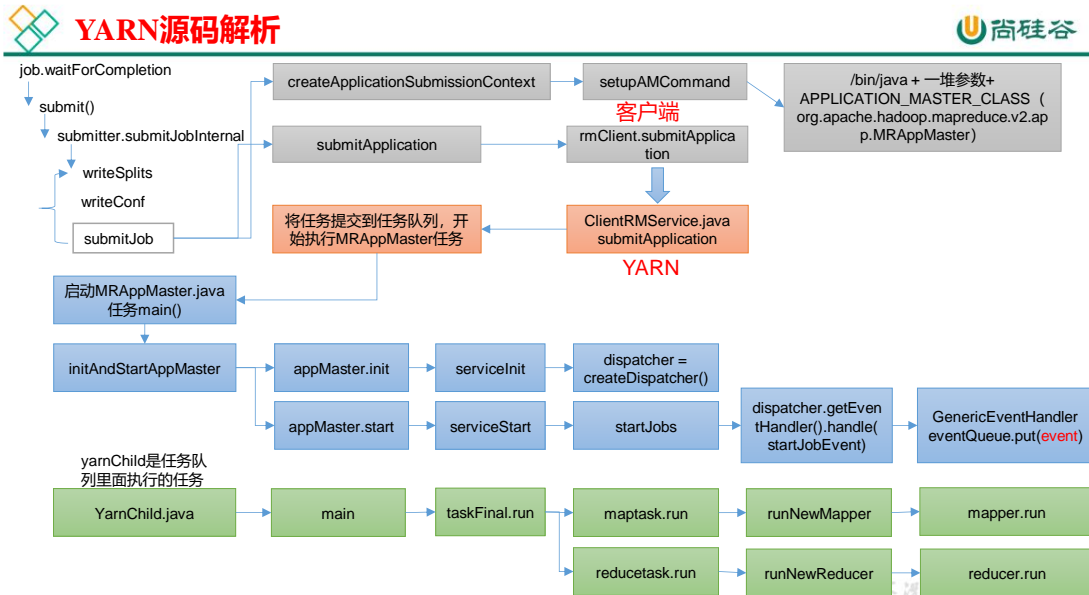 YARN源码解析
尚硅谷
job.waitForCompletion
submit()
submitter.submitJobInternal
writeSplits
writeConf
submitJob
createApplicationSubmissionContext
setupAMCommand
/bin/java + 一堆参数+
APPLICATION_MASTER_CLASS（
org.apache.hadoop.mapreduce.v2.ap
p.MRAppMaster)
客户端
submitApplication
rmClient.submitApplica
tion
将任务提交到任务队列，开
始执行MRAppMaster任务
ClientRMService.java
submitApplication
YARN
启动MRAppMaster.java
任务main()
initAndStartAppMaster
appMaster.init
serviceInit
dispatcher =
createDispatcher()
appMaster.start
serviceStart
startJobs
dispatcher.getEven
tHandler().handle(
startJobEvent)
GenericEventHandler
eventQueue.put(event)
yarnChild是任务队
列里面执行的任务
YarnChild.java
main
taskFinal.run
maptask.run
runNewMapper
mapper.run
reducetask.run
runNewReducer
reducer.run